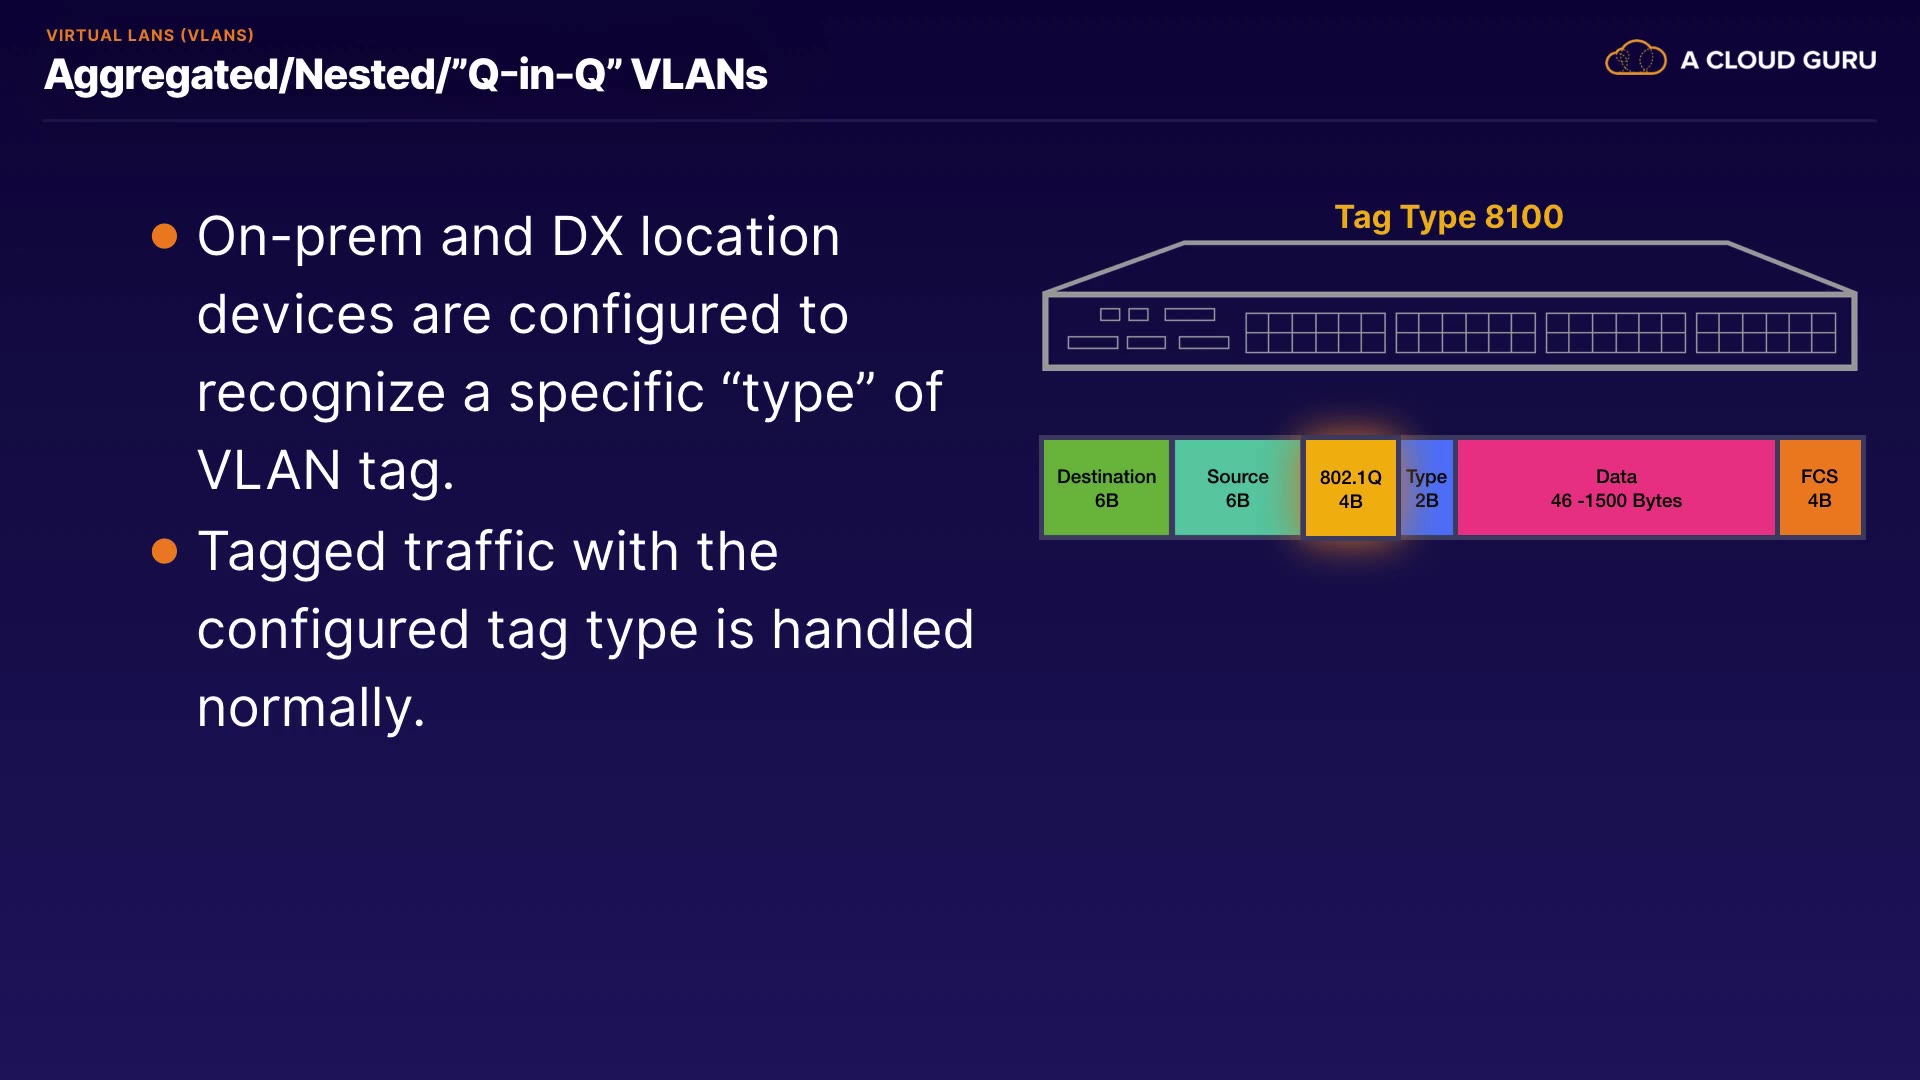 VIRTUAL LANS (VLANS)
Aggregated/Nested/”Q-in-Q” VLANs
A CLOUD GURU
On-prem and DX location
devices are configured to
recognize a specific “type” of
VLAN tag.
Tagged traffic with the
configured tag type is handled
normally.
Tag Type 8100
Destination
6B
Source
6B
802.1Q
4B
Type
2B
Data
46 -1500 Bytes
FCS
4B